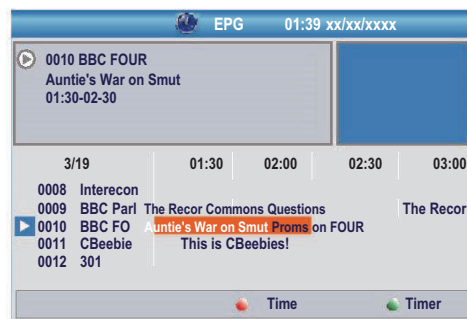 EPG 01:39 xx/xx/xxxx
0010 BBC FOUR
Auntie's War on Smut
01:30-02-30
3/19 01:30 02:00 02:30 03:00
0008 Interecon
0009 BBC Parl The Recor Commons Questions The Recor
0010 BBC FO Auntie's War on Smut Proms on FOUR
0011 CBeebie This is CBeebies!
0012 301
Time Timer